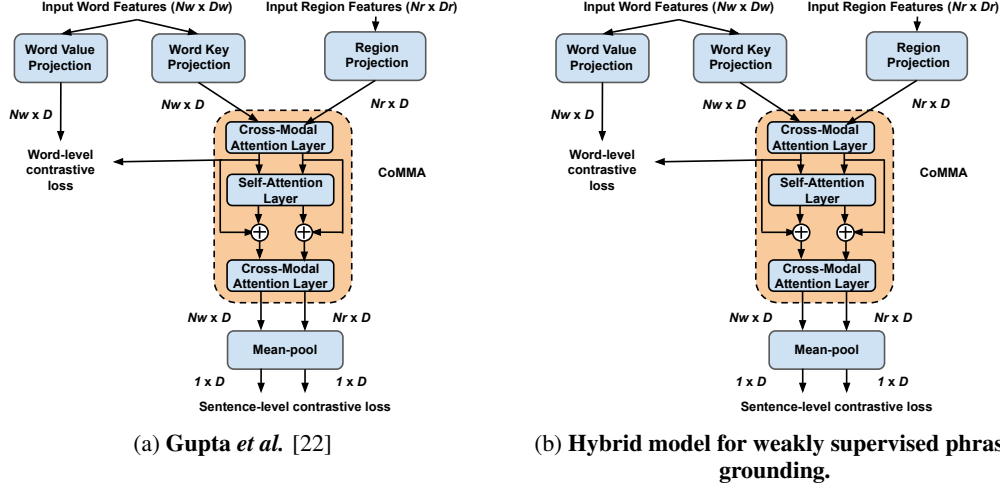 Input Word Features (Nw x Dw)
Input Region Features (Nr x Dr)
Word Value
Projection
Word Key
Projection
Region
Projection
Nw x D
Nw x D
Nr x D
Word-level
contrastive
loss
Cross-Modal
Attention Layer
CoMMA
Self-Attention
Layer
Cross-Modal
Attention Layer
Nw x D
Nr x D
Mean-pool
1 x D
1 x D
Sentence-level contrastive loss
(a) Gupta et al. [22]
Input Word Features (Nw x Dw)
Input Region Features (Nr x Dr)
Word Value
Projection
Word Key
Projection
Region
Projection
Nw x D
Nw x D
Nr x D
Word-level
contrastive
loss
Cross-Modal
Attention Layer
CoMMA
Self-Attention
Layer
Cross-Modal
Attention Layer
Nw x D
Nr x D
Mean-pool
1 x D
1 x D
Sentence-level contrastive loss
(b) Hybrid model for weakly supervised phras
grounding.